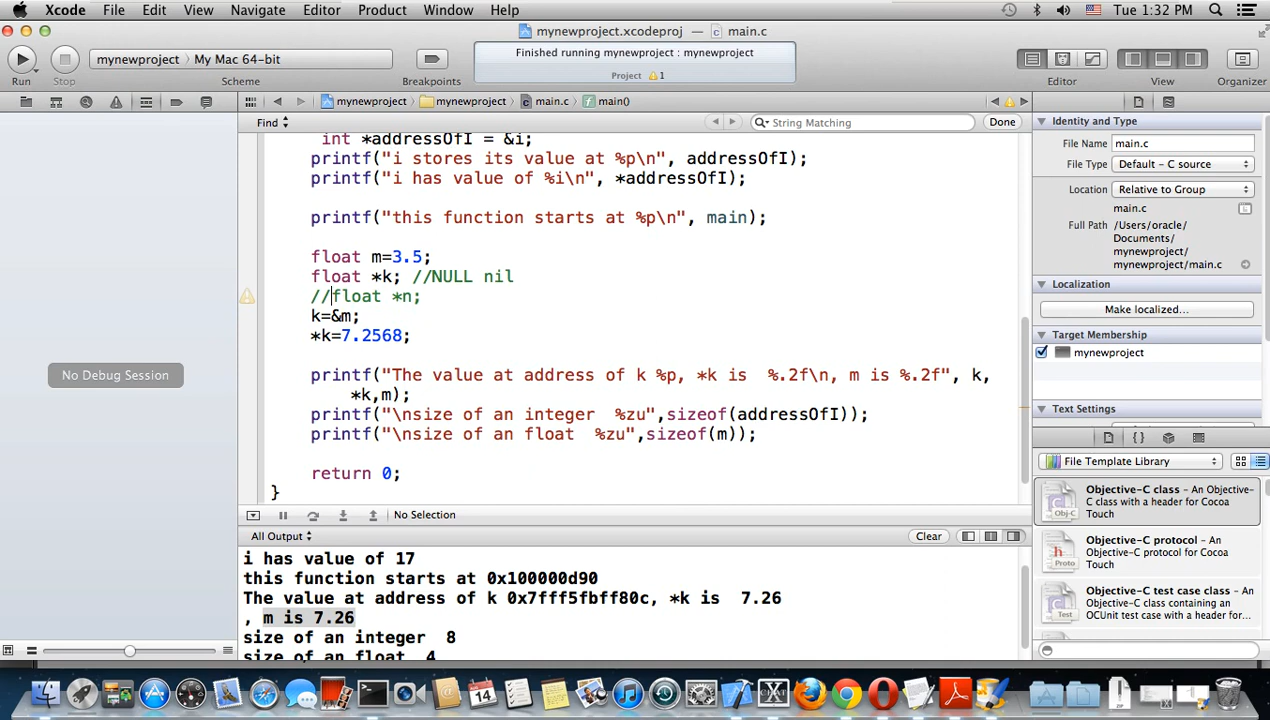 Xcode File Edit View Navigate Editor Product Window Help Tue 1:32 PM
mynewproject.xcodeproj — main.c
mynewproject 〉 My Mac 64-bit
Finished running mynewproject : mynewproject
Project 1
Run Stop Scheme Breakpoints Editor View Organizer
mynewproject 〉 mynewproject 〉 main.c 〉 main()
Find String Matching Done
int *addressOfI = &i;
printf("i stores its value at %p\n", addressOfI);
printf("i has value of %i\n", *addressOfI);
printf("this function starts at %p\n", main);
float m=3.5;
float *k; //NULL nil
//float *n;
k=&m;
*k=7.2568;
printf("The value at address of k %p, *k is  %.2f\n, m is %.2f", k,
*k,m);
printf("\nsize of an integer  %zu",sizeof(addressOfI));
printf("\nsize of an float  %zu",sizeof(m));
return 0;
}
No Debug Session
No Selection
All Output Clear
i has value of 17
this function starts at 0x100000d90
The value at address of k 0x7fff5fbff80c, *k is  7.26
, m is 7.26
size of an integer  8
size of an float  4
Identity and Type
File Name main.c
File Type Default - C source
Location Relative to Group
main.c
Full Path /Users/oracle/
Documents/
mynewproject/
mynewproject/main.c
Localization
Make localized...
Target Membership
mynewproject
Text Settings
File Template Library
Objective-C class - An Objective-
C class with a header for Cocoa
Touch
Objective-C protocol - An
Objective-C protocol for Cocoa
Touch
Objective-C test case class - An
Objective-C class containing an
OCUnit test case with a header for...